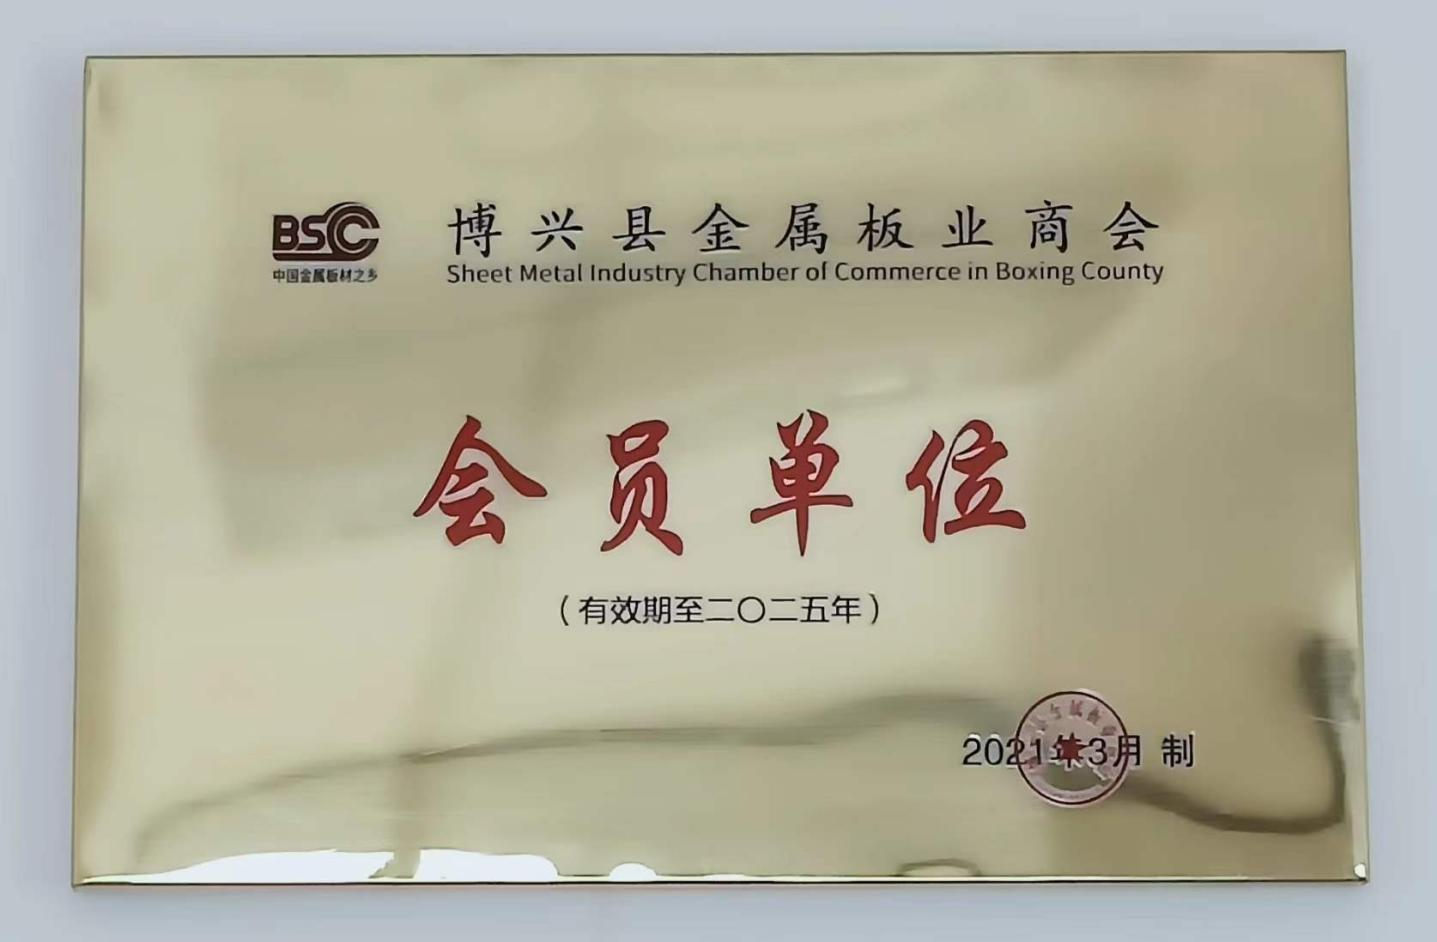 BSCC
中国金属板材之乡
博兴县金属板业商会
Sheet Metal Industry Chamber of Commerce in Boxing County
会员单位
（有效期至二〇二五年）
2021年3月 制